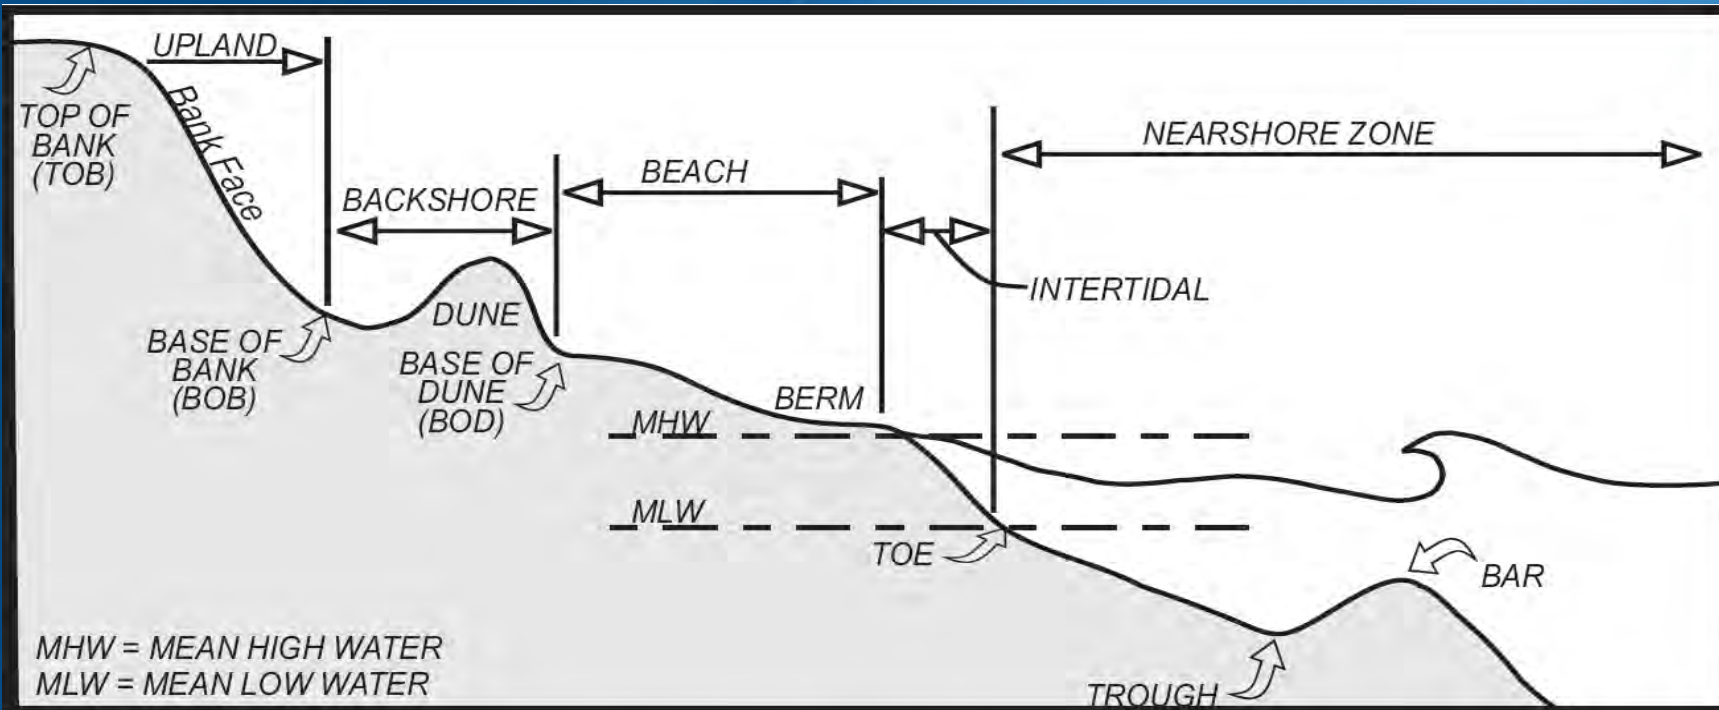 UPLAND
TOP OF
BANK
(TOB)
Bank Face
NEARSHORE ZONE
BEACH
BACKSHORE
INTERTIDAL
DUNE
BASE OF
BANK
(BOB)
BASE OF
DUNE
(BOD)
BERM
MHW
MLW
TOE
BAR
MHW = MEAN HIGH WATER
MLW = MEAN LOW WATER
TROUGH